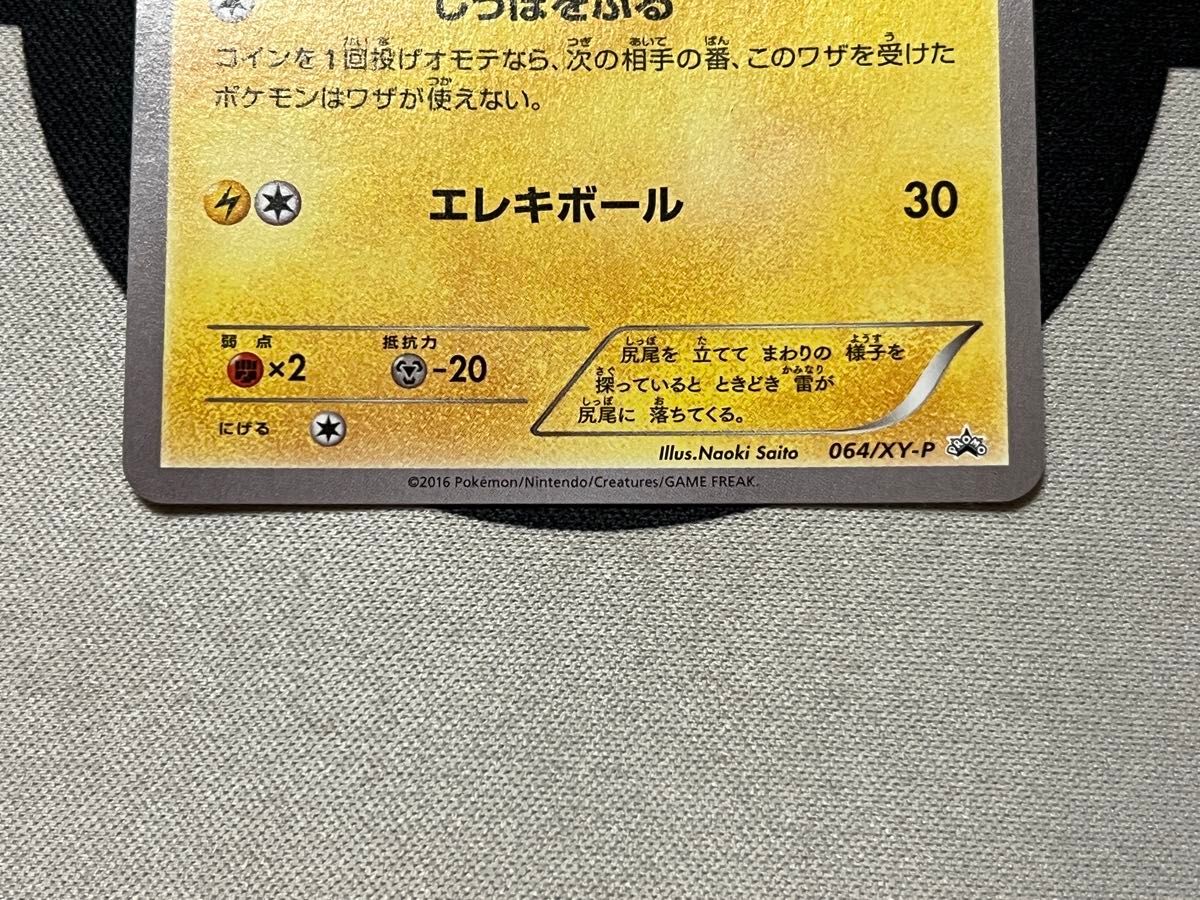 しっぽをふる
コインを1回投げオモテなら、次の相手の番、このワザを受けた
ポケモンはワザが使えない。
エレキボール 30
弱点 抵抗力
×2 -20
にげる
尻尾を 立てて まわりの 様子を
探っていると ときどき 雷が
尻尾に 落ちてくる。
Illus.Naoki Saito 064/XY-P PROMO
©2016 Pokémon/Nintendo/Creatures/GAME FREAK.